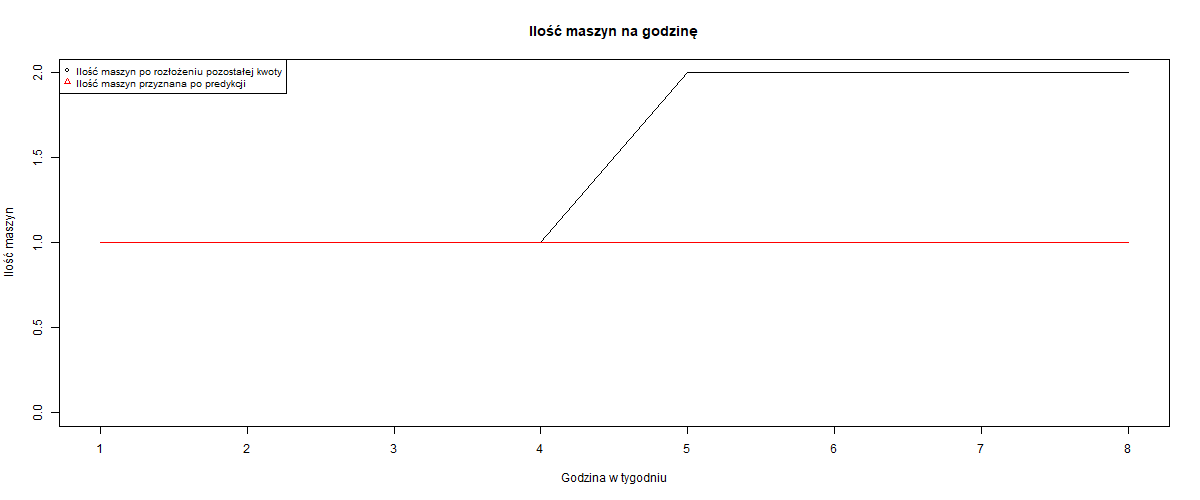 Ilość maszyn na godzinę
Ilość maszyn po rozłożeniu pozostałej kwoty
Ilość maszyn przyznana po predykcji
Ilość maszyn
2.0
1.5
1.0
0.5
0.0
1 2 3 4 5 6 7 8
Godzina w tygodniu